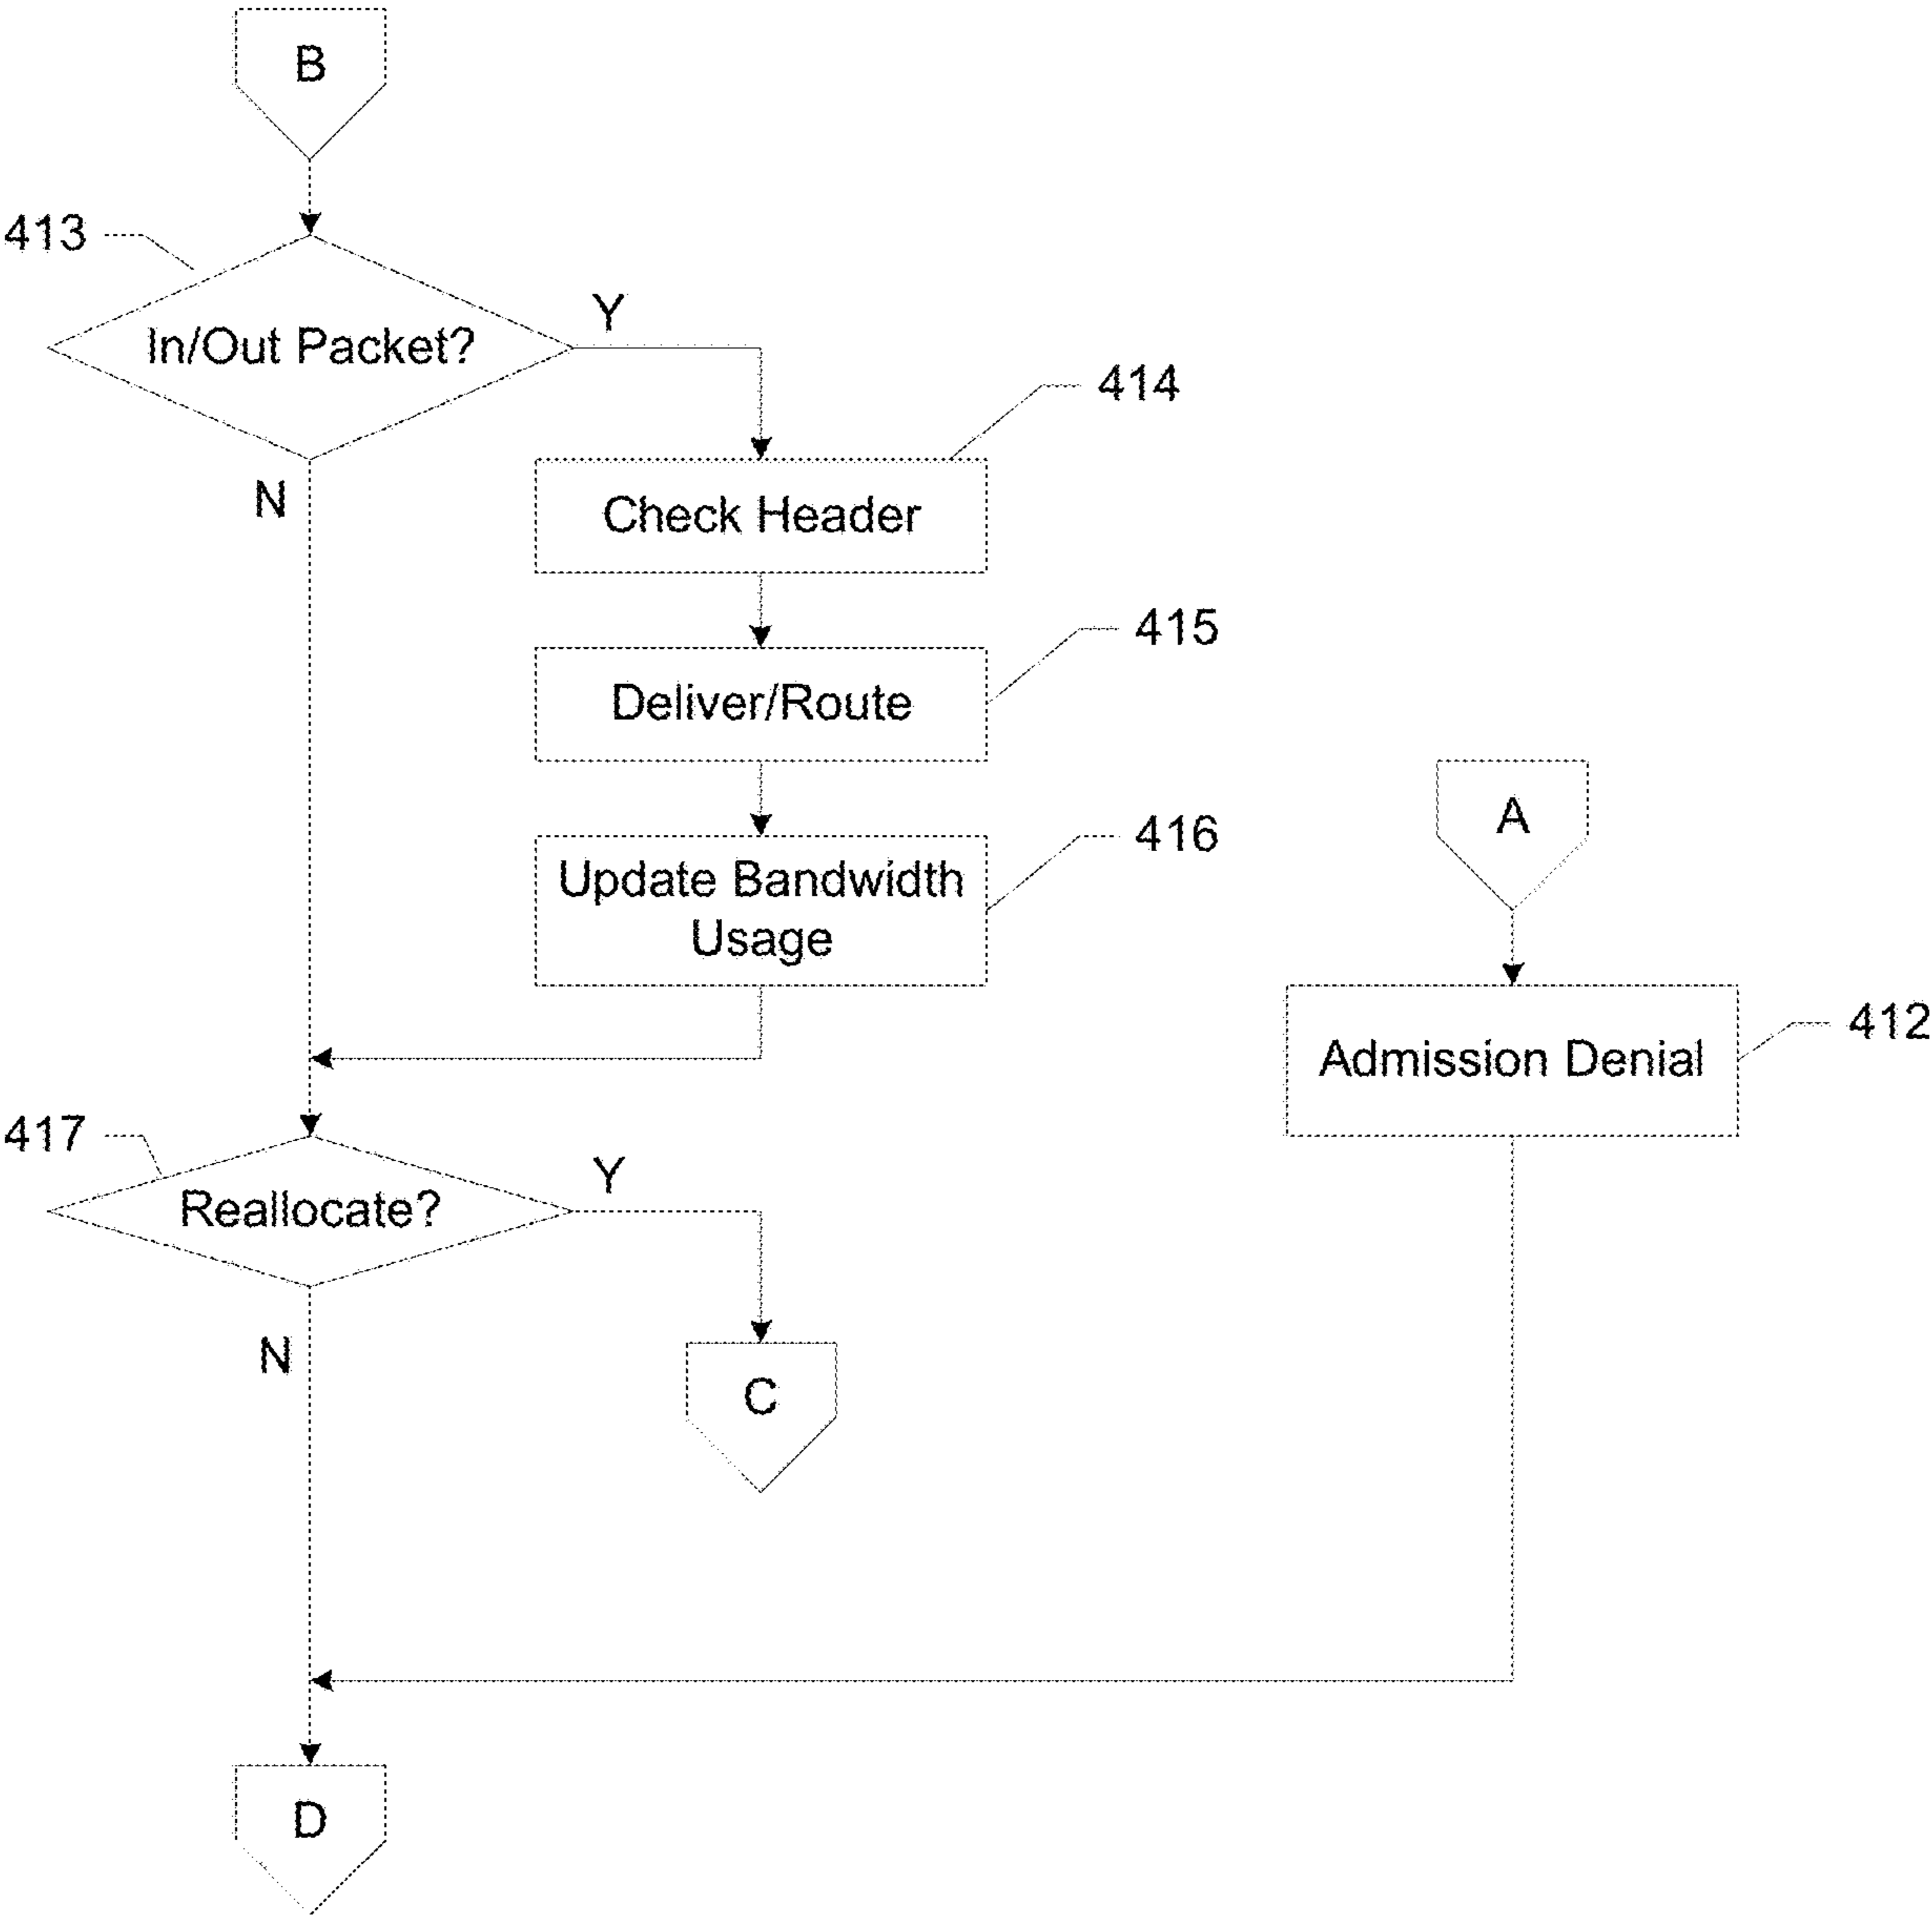 B
413
In/Out Packet?
Y
N
414
Check Header
415
Deliver/Route
416
Update Bandwidth
Usage
A
412
Admission Denial
417
Reallocate?
Y
N
C
D